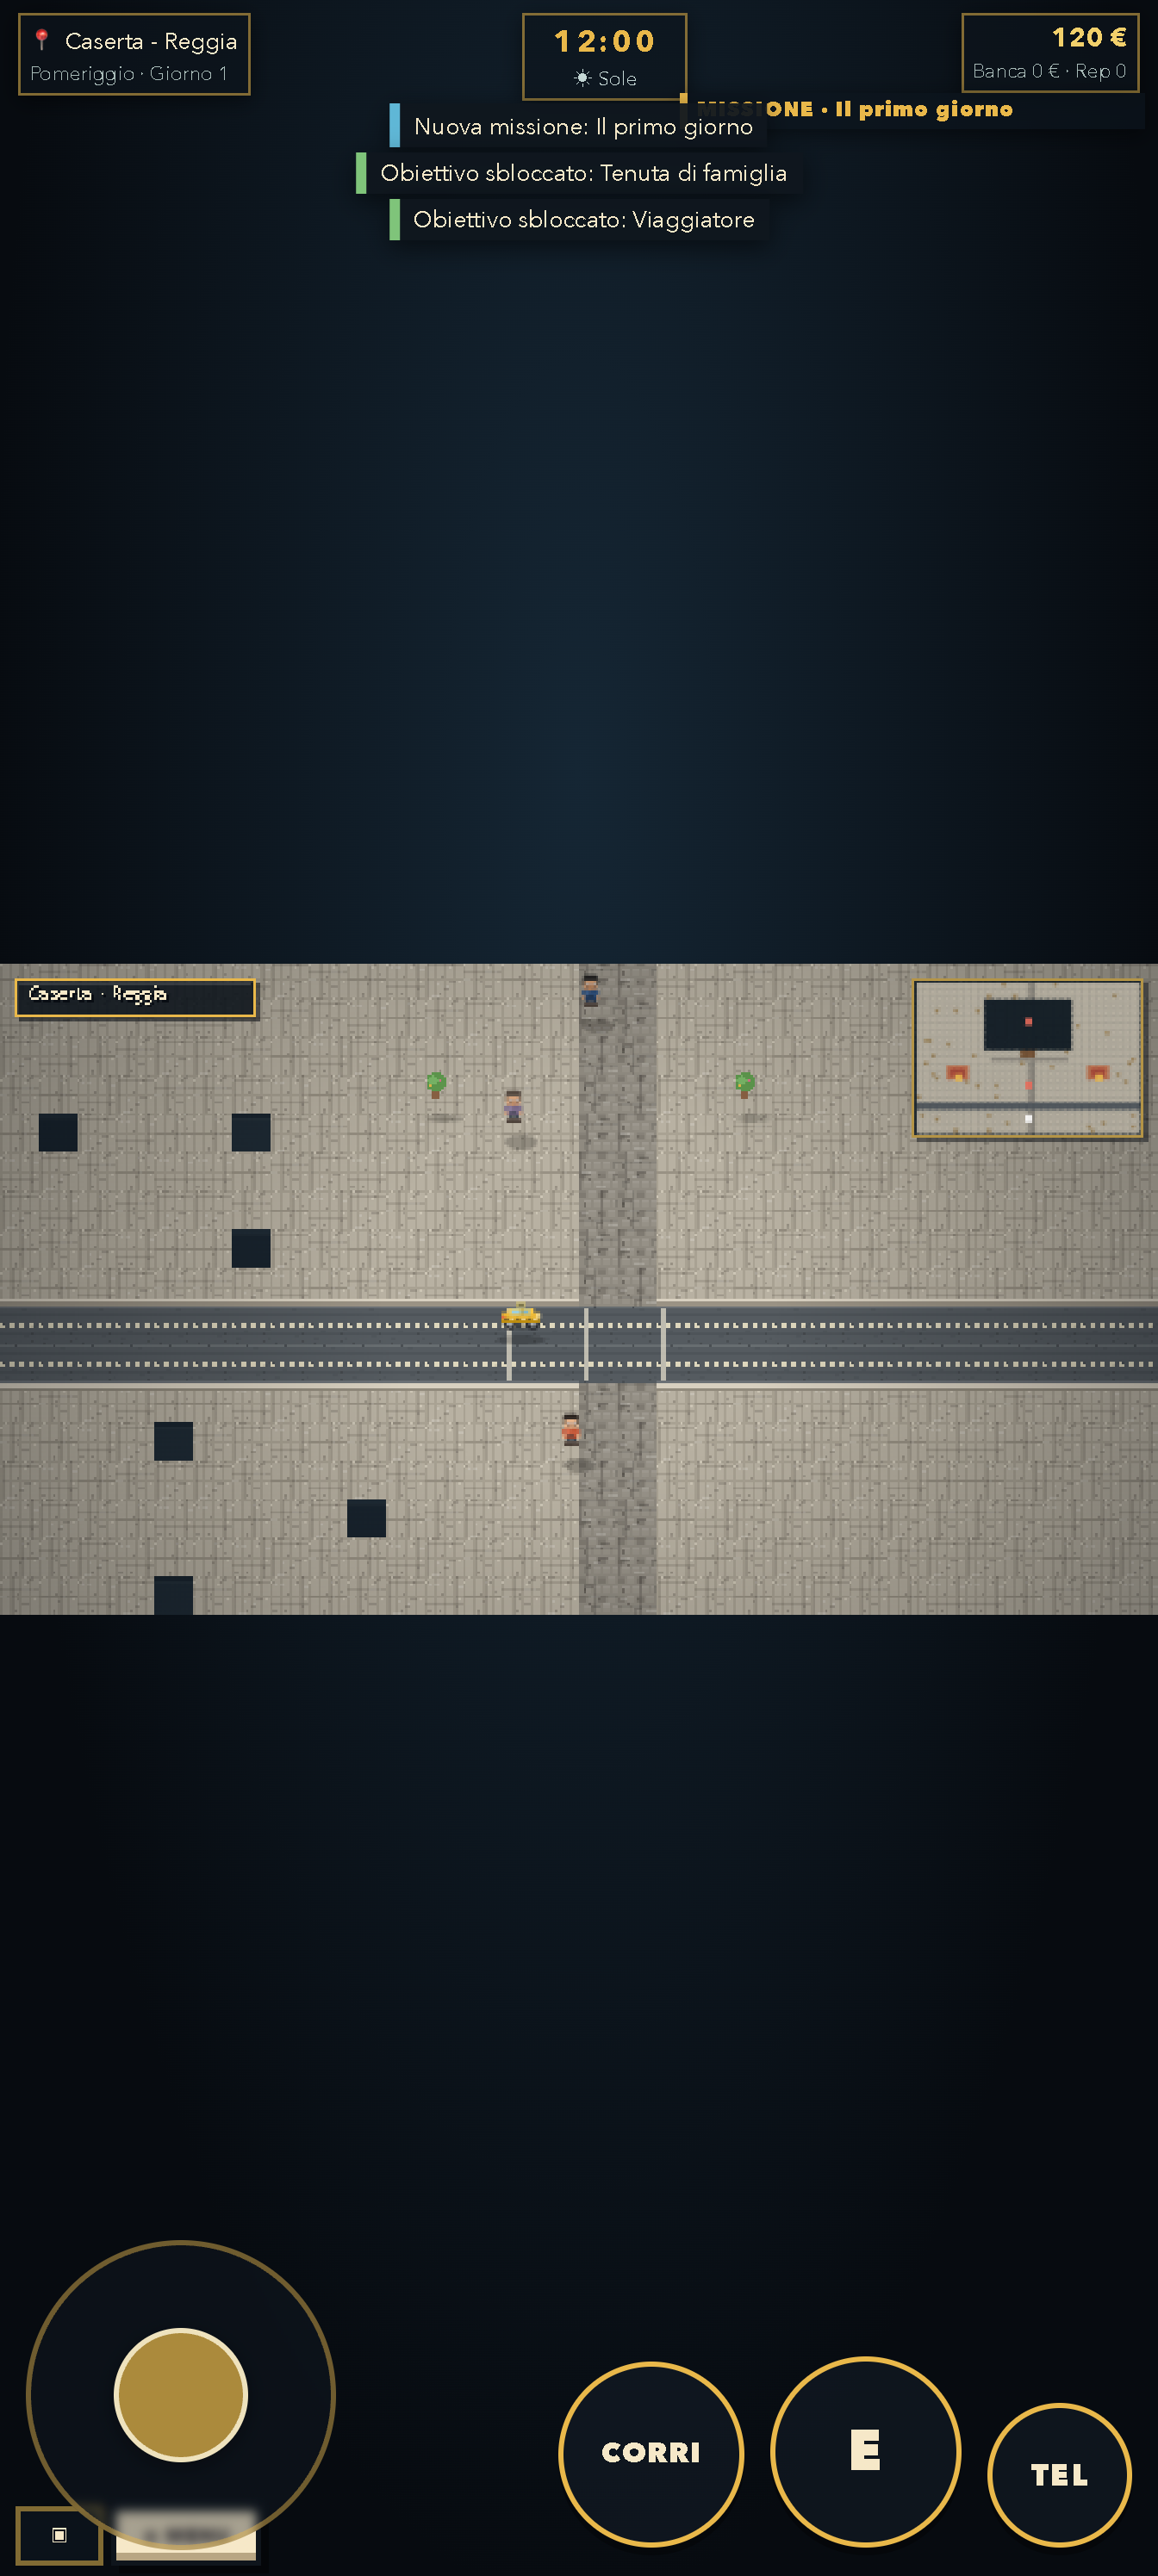 📍 Caserta - Reggia
Pomeriggio · Giorno 1
12:00
☀ Sole
120 €
Banca 0 € · Rep 0
MISSIONE · Il primo giorno
Nuova missione: Il primo giorno
Obiettivo sbloccato: Tenuta di famiglia
Obiettivo sbloccato: Viaggiatore
Caserta · Reggia
CORRI
E
TEL